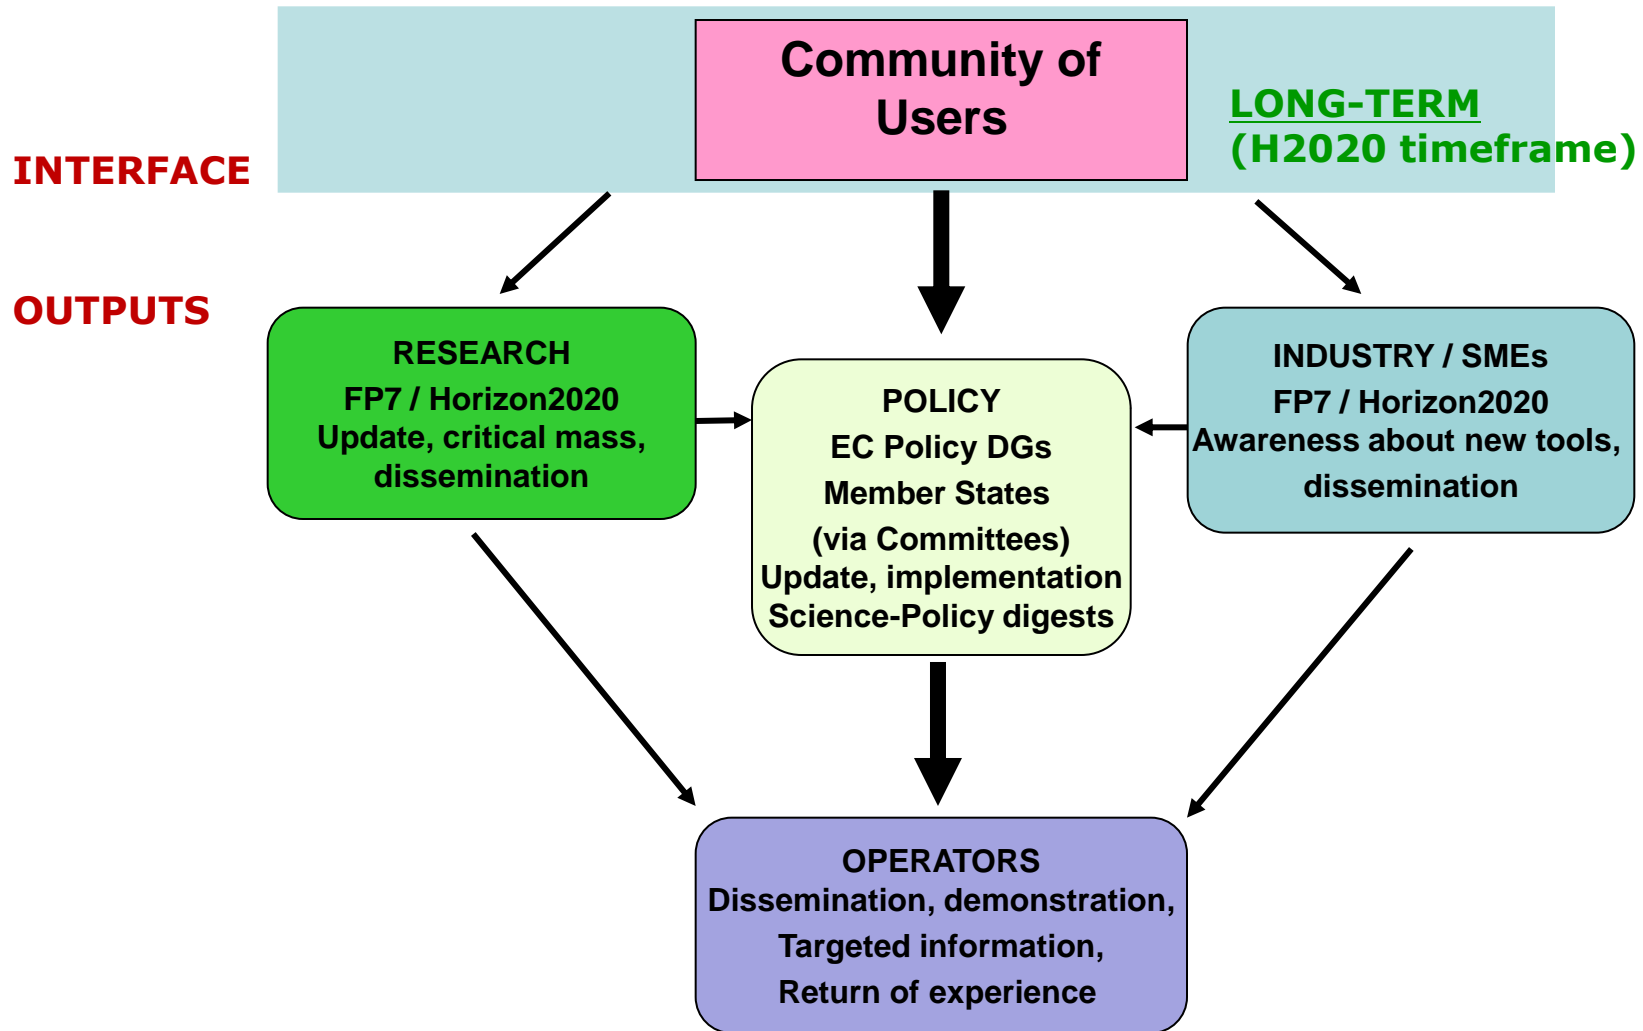 Community of
Users
LONG-TERM
(H2020 timeframe)
INTERFACE
OUTPUTS
RESEARCH
FP7 / Horizon2020
Update, critical mass,
dissemination
POLICY
EC Policy DGs
Member States
(via Committees)
Update, implementation
Science-Policy digests
INDUSTRY / SMEs
FP7 / Horizon2020
Awareness about new tools,
dissemination
OPERATORS
Dissemination, demonstration,
Targeted information,
Return of experience